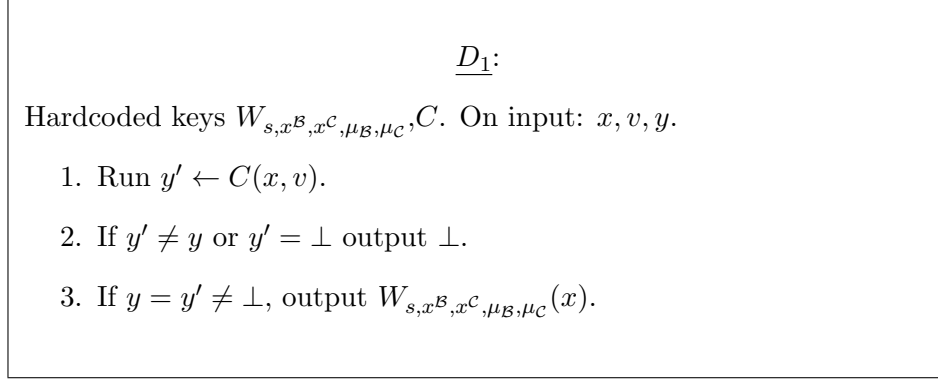 D₁:
Hardcoded keys W_{s,x^ℬ,x^𝒞,μ_ℬ,μ_𝒞},C. On input: x, v, y.
1. Run y′ ← C(x, v).
2. If y′ ≠ y or y′ = ⊥ output ⊥.
3. If y = y′ ≠ ⊥, output W_{s,x^ℬ,x^𝒞,μ_ℬ,μ_𝒞}(x).